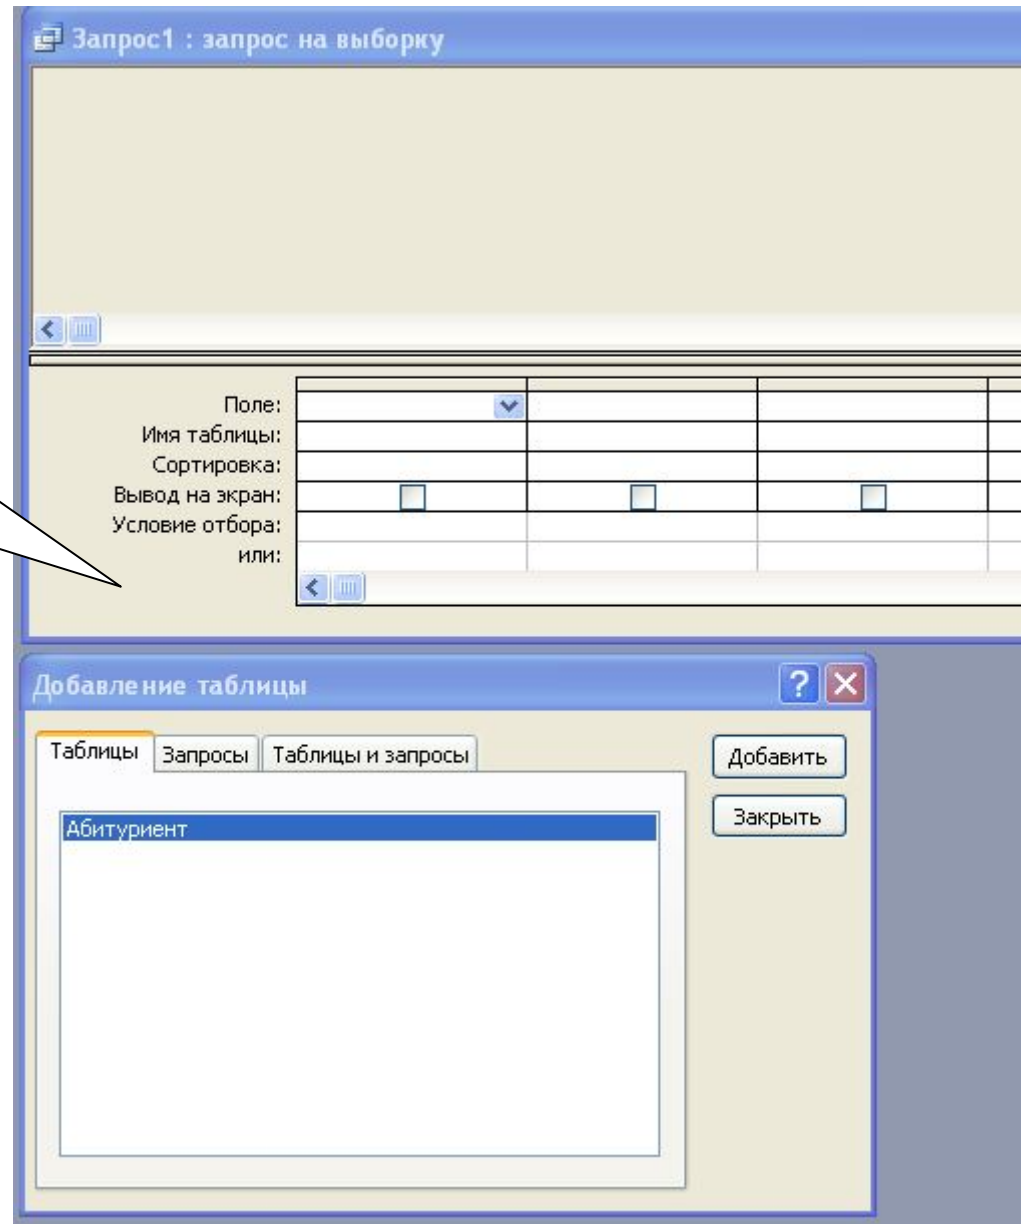 Запрос1 : запрос на выборку
Поле:
Имя таблицы:
Сортировка:
Вывод на экран:
Условие отбора:
или:
Добавление таблицы
Таблицы Запросы Таблицы и запросы
Добавить
Закрыть
Абитуриент